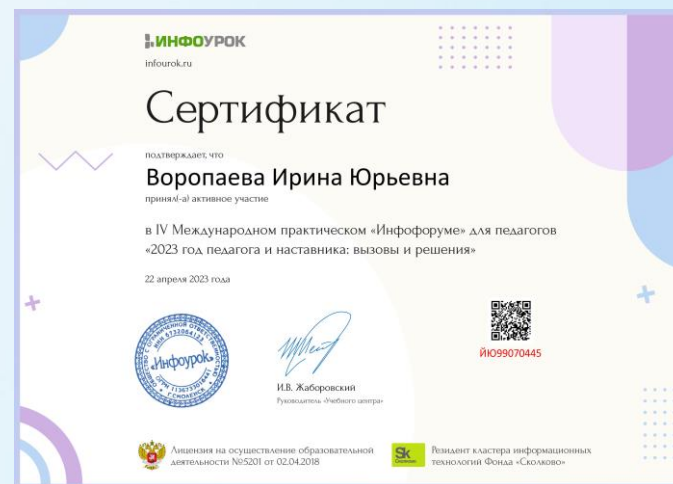 ИНФОУРОК
infourok.ru
Сертификат
подтверждает, что
Воропаева Ирина Юрьевна
принял(-а) активное участие
в IV Международном практическом «Инфофоруме» для педагогов
«2023 год педагога и наставника: вызовы и решения»
22 апреля 2023 года
«Инфоурок»
ЙЮ99070445
И.В. Жаборовский
Руководитель «Учебного центра»
Лицензия на осуществление образовательной
деятельности №5201 от 02.04.2018
Sk
Сколково
Резидент кластера информационных
технологий Фонда «Сколково»